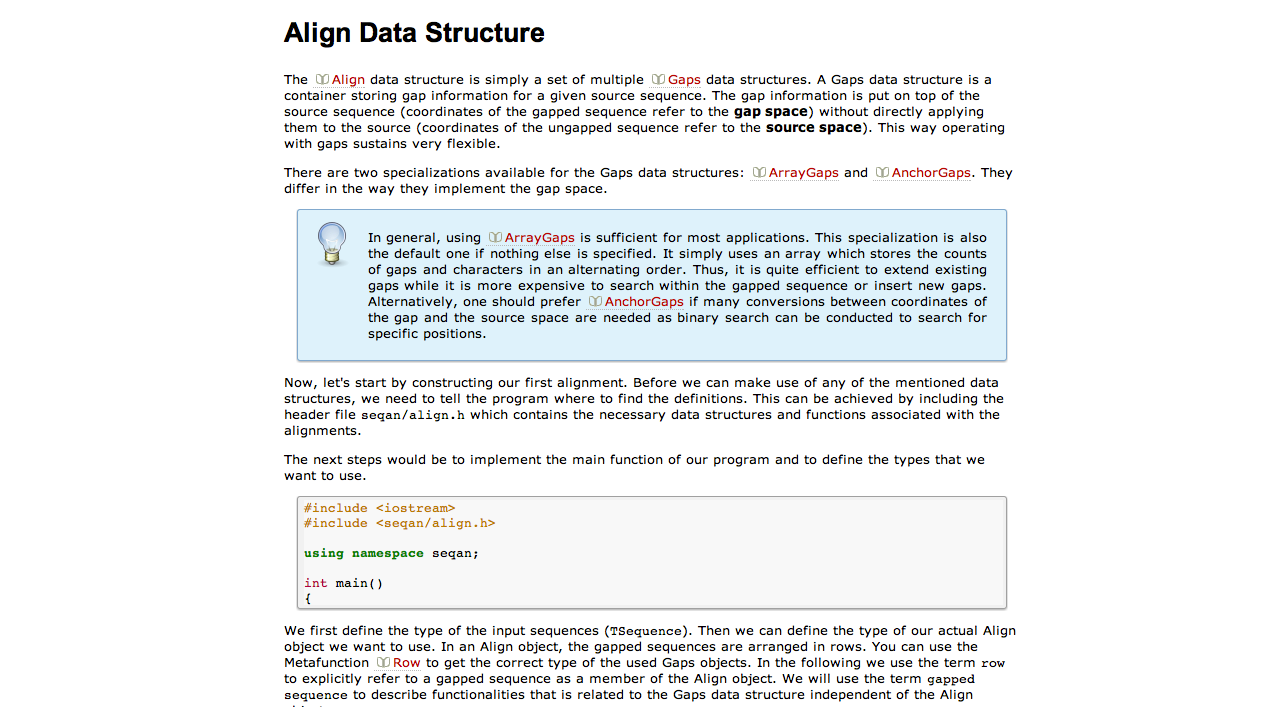 Align Data Structure
The Align data structure is simply a set of multiple Gaps data structures. A Gaps data structure is a
container storing gap information for a given source sequence. The gap information is put on top of the
source sequence (coordinates of the gapped sequence refer to the gap space) without directly applying
them to the source (coordinates of the ungapped sequence refer to the source space). This way operating
with gaps sustains very flexible.
There are two specializations available for the Gaps data structures: ArrayGaps and AnchorGaps. They
differ in the way they implement the gap space.
In general, using ArrayGaps is sufficient for most applications. This specialization is also
the default one if nothing else is specified. It simply uses an array which stores the counts
of gaps and characters in an alternating order. Thus, it is quite efficient to extend existing
gaps while it is more expensive to search within the gapped sequence or insert new gaps.
Alternatively, one should prefer AnchorGaps if many conversions between coordinates of
the gap and the source space are needed as binary search can be conducted to search for
specific positions.
Now, let's start by constructing our first alignment. Before we can make use of any of the mentioned data
structures, we need to tell the program where to find the definitions. This can be achieved by including the
header file seqan/align.h which contains the necessary data structures and functions associated with the
alignments.
The next steps would be to implement the main function of our program and to define the types that we
want to use.
#include <iostream>
#include <seqan/align.h>
using namespace seqan;
int main()
{
We first define the type of the input sequences (TSequence). Then we can define the type of our actual Align
object we want to use. In an Align object, the gapped sequences are arranged in rows. You can use the
Metafunction Row to get the correct type of the used Gaps objects. In the following we use the term row
to explicitly refer to a gapped sequence as a member of the Align object. We will use the term gapped
sequence to describe functionalities that is related to the Gaps data structure independent of the Align